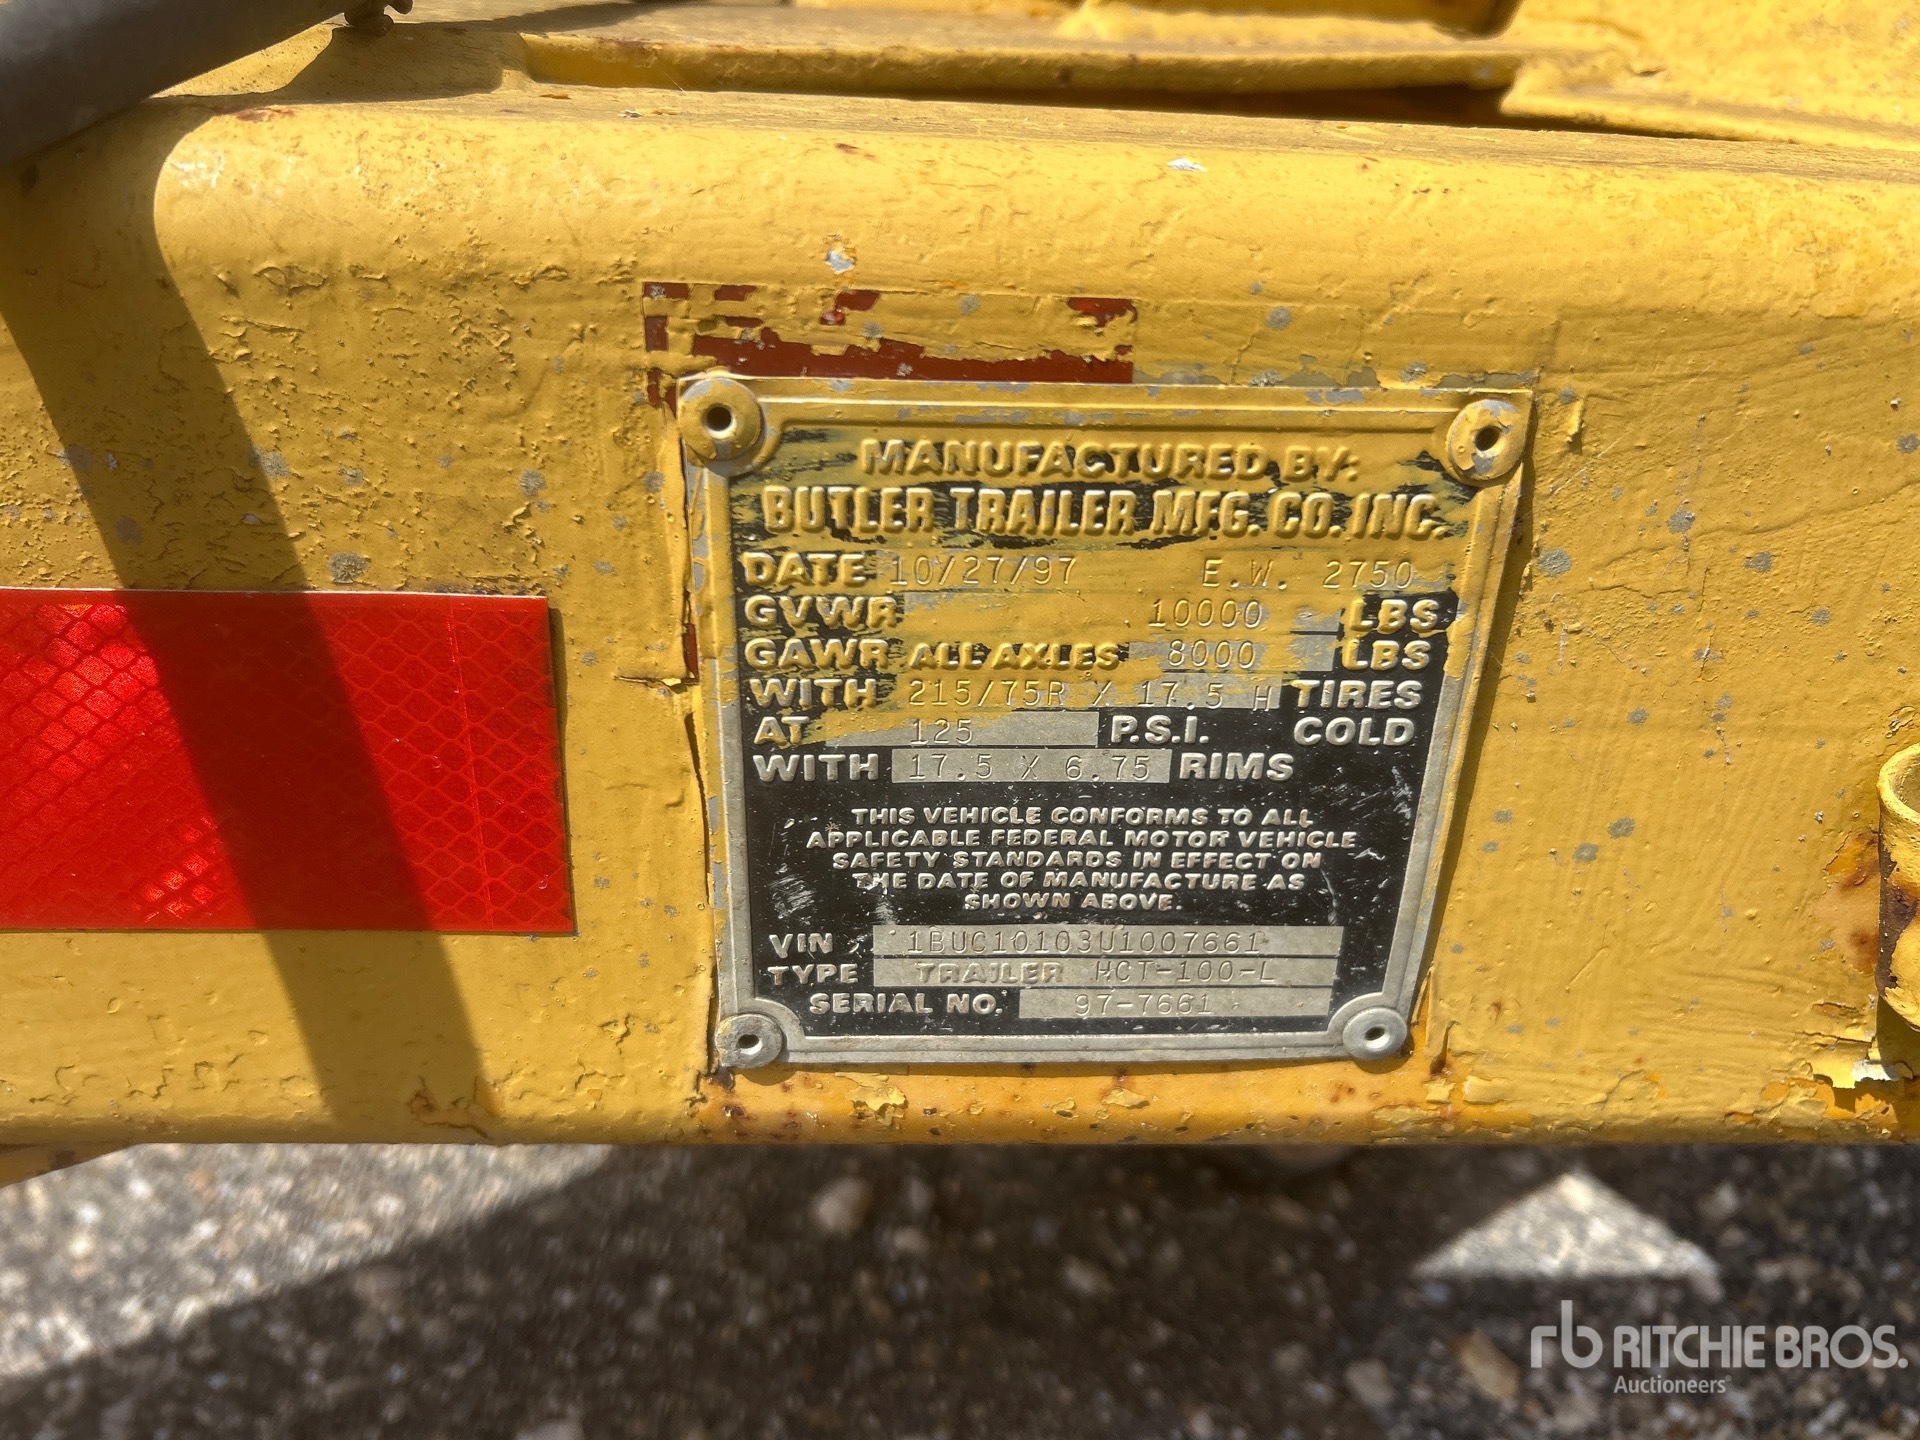 MANUFACTURED BY:
BUTLER TRAILER MFG. CO. INC.
DATE 10/27/97 E.W. 2750
GVWR 10000 LBS
GAWR ALL AXLES 8000 LBS
WITH 215/75R X 17.5 H TIRES
AT 125 P.S.I. COLD
WITH 17.5 X 6.75 RIMS
THIS VEHICLE CONFORMS TO ALL
APPLICABLE FEDERAL MOTOR VEHICLE
SAFETY STANDARDS IN EFFECT ON
THE DATE OF MANUFACTURE AS
SHOWN ABOVE.
VIN 1BUC10103U1007661
TYPE TRAILER HCT-100-L
SERIAL NO. 97-7661
rb RITCHIE BROS.
Auctioneers